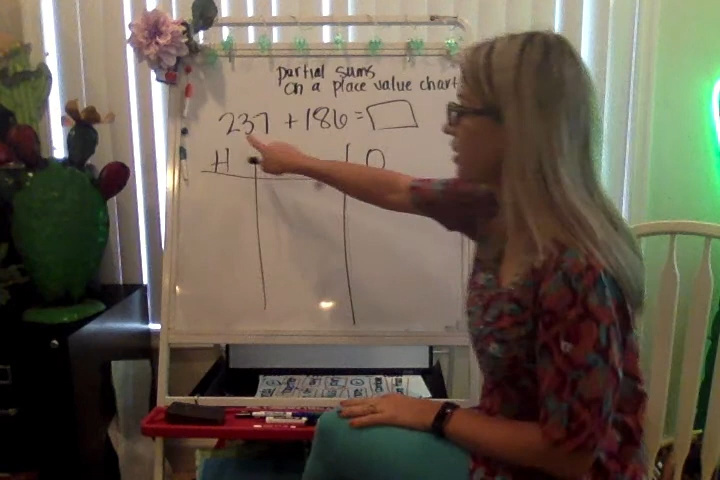 partial sums
on a place value chart
237 + 186 =
H O